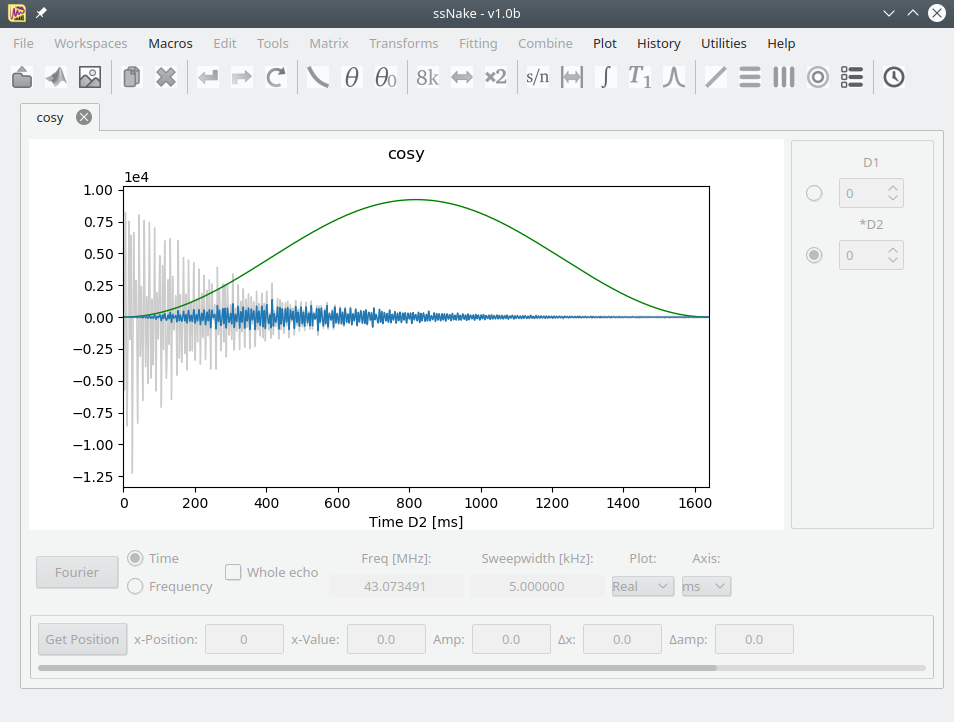 ssNake - v1.0b
File Workspaces Macros Edit Tools Matrix Transforms Fitting Combine Plot History Utilities Help
θ θ0 8k ×2 s/n ∫ T1
cosy
cosy
1e4
1.00
0.75
0.50
0.25
0.00
−0.25
−0.50
−0.75
−1.00
−1.25
0 200 400 600 800 1000 1200 1400 1600
Time D2 [ms]
D1
0
*D2
0
Fourier
Time
Frequency
Whole echo
Freq [MHz]: Sweepwidth [kHz]: Plot: Axis:
43.073491 5.000000 Real ms
Get Position x-Position: 0 x-Value: 0.0 Amp: 0.0 Δx: 0.0 Δamp: 0.0